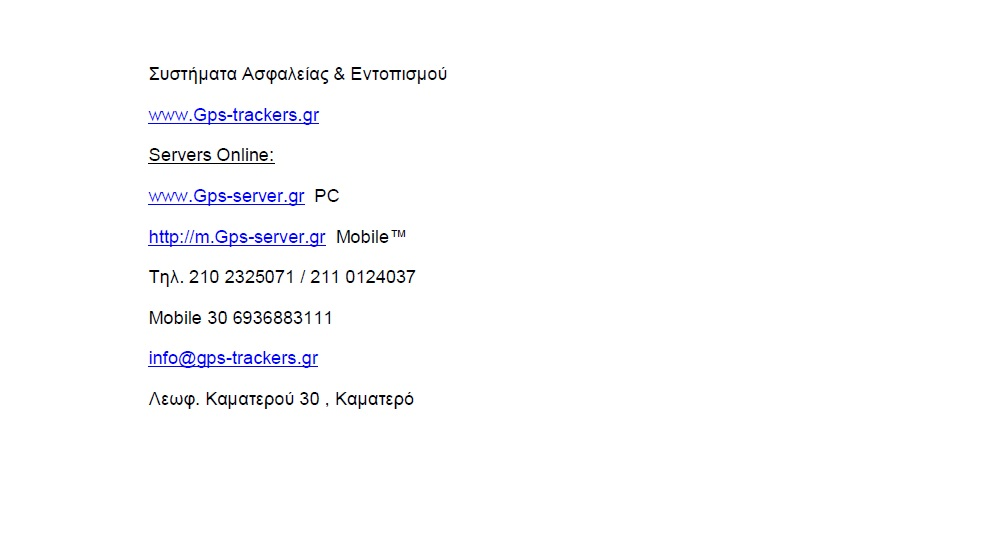 Συστήματα Ασφαλείας & Εντοπισμού
www.Gps-trackers.gr
Servers Online:
www.Gps-server.gr PC
http://m.Gps-server.gr Mobile™
Τηλ. 210 2325071 / 211 0124037
Mobile 30 6936883111
info@gps-trackers.gr
Λεωφ. Καματερού 30 , Καματερό